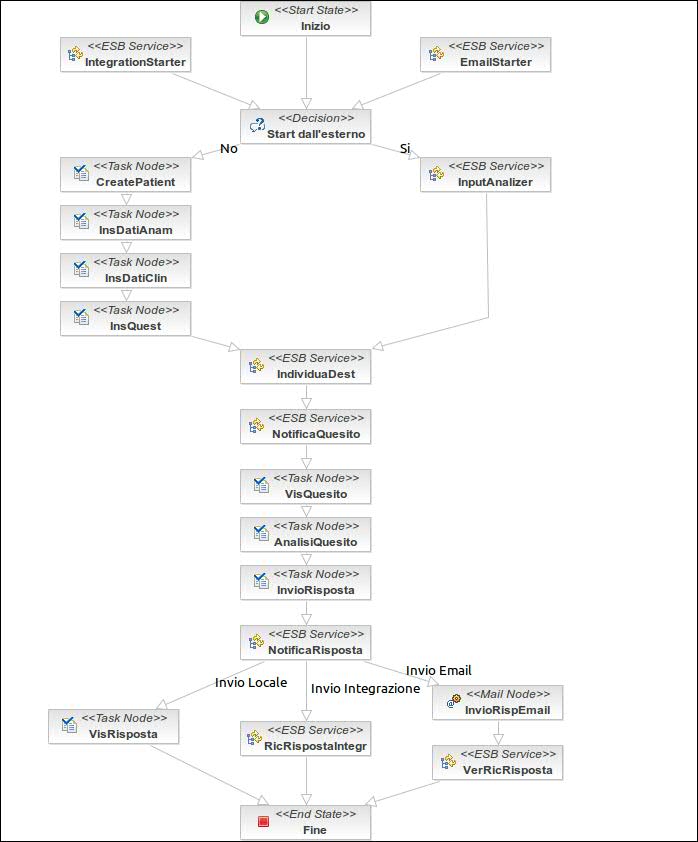 <<Start State>>
Inizio
<<ESB Service>>
IntegrationStarter
<<ESB Service>>
EmailStarter
<<Decision>>
Start dall'esterno
No
Si
<<Task Node>>
CreatePatient
<<ESB Service>>
InputAnalizer
<<Task Node>>
InsDatiAnam
<<Task Node>>
InsDatiClin
<<Task Node>>
InsQuest
<<ESB Service>>
IndividuaDest
<<ESB Service>>
NotificaQuesito
<<Task Node>>
VisQuesito
<<Task Node>>
AnalisiQuesito
<<Task Node>>
InvioRisposta
<<ESB Service>>
NotificaRisposta
Invio Locale
Invio Integrazione
Invio Email
<<Task Node>>
VisRisposta
<<ESB Service>>
RicRispostaIntegr
<<Mail Node>>
InvioRispEmail
<<ESB Service>>
VerRicRisposta
<<End State>>
Fine